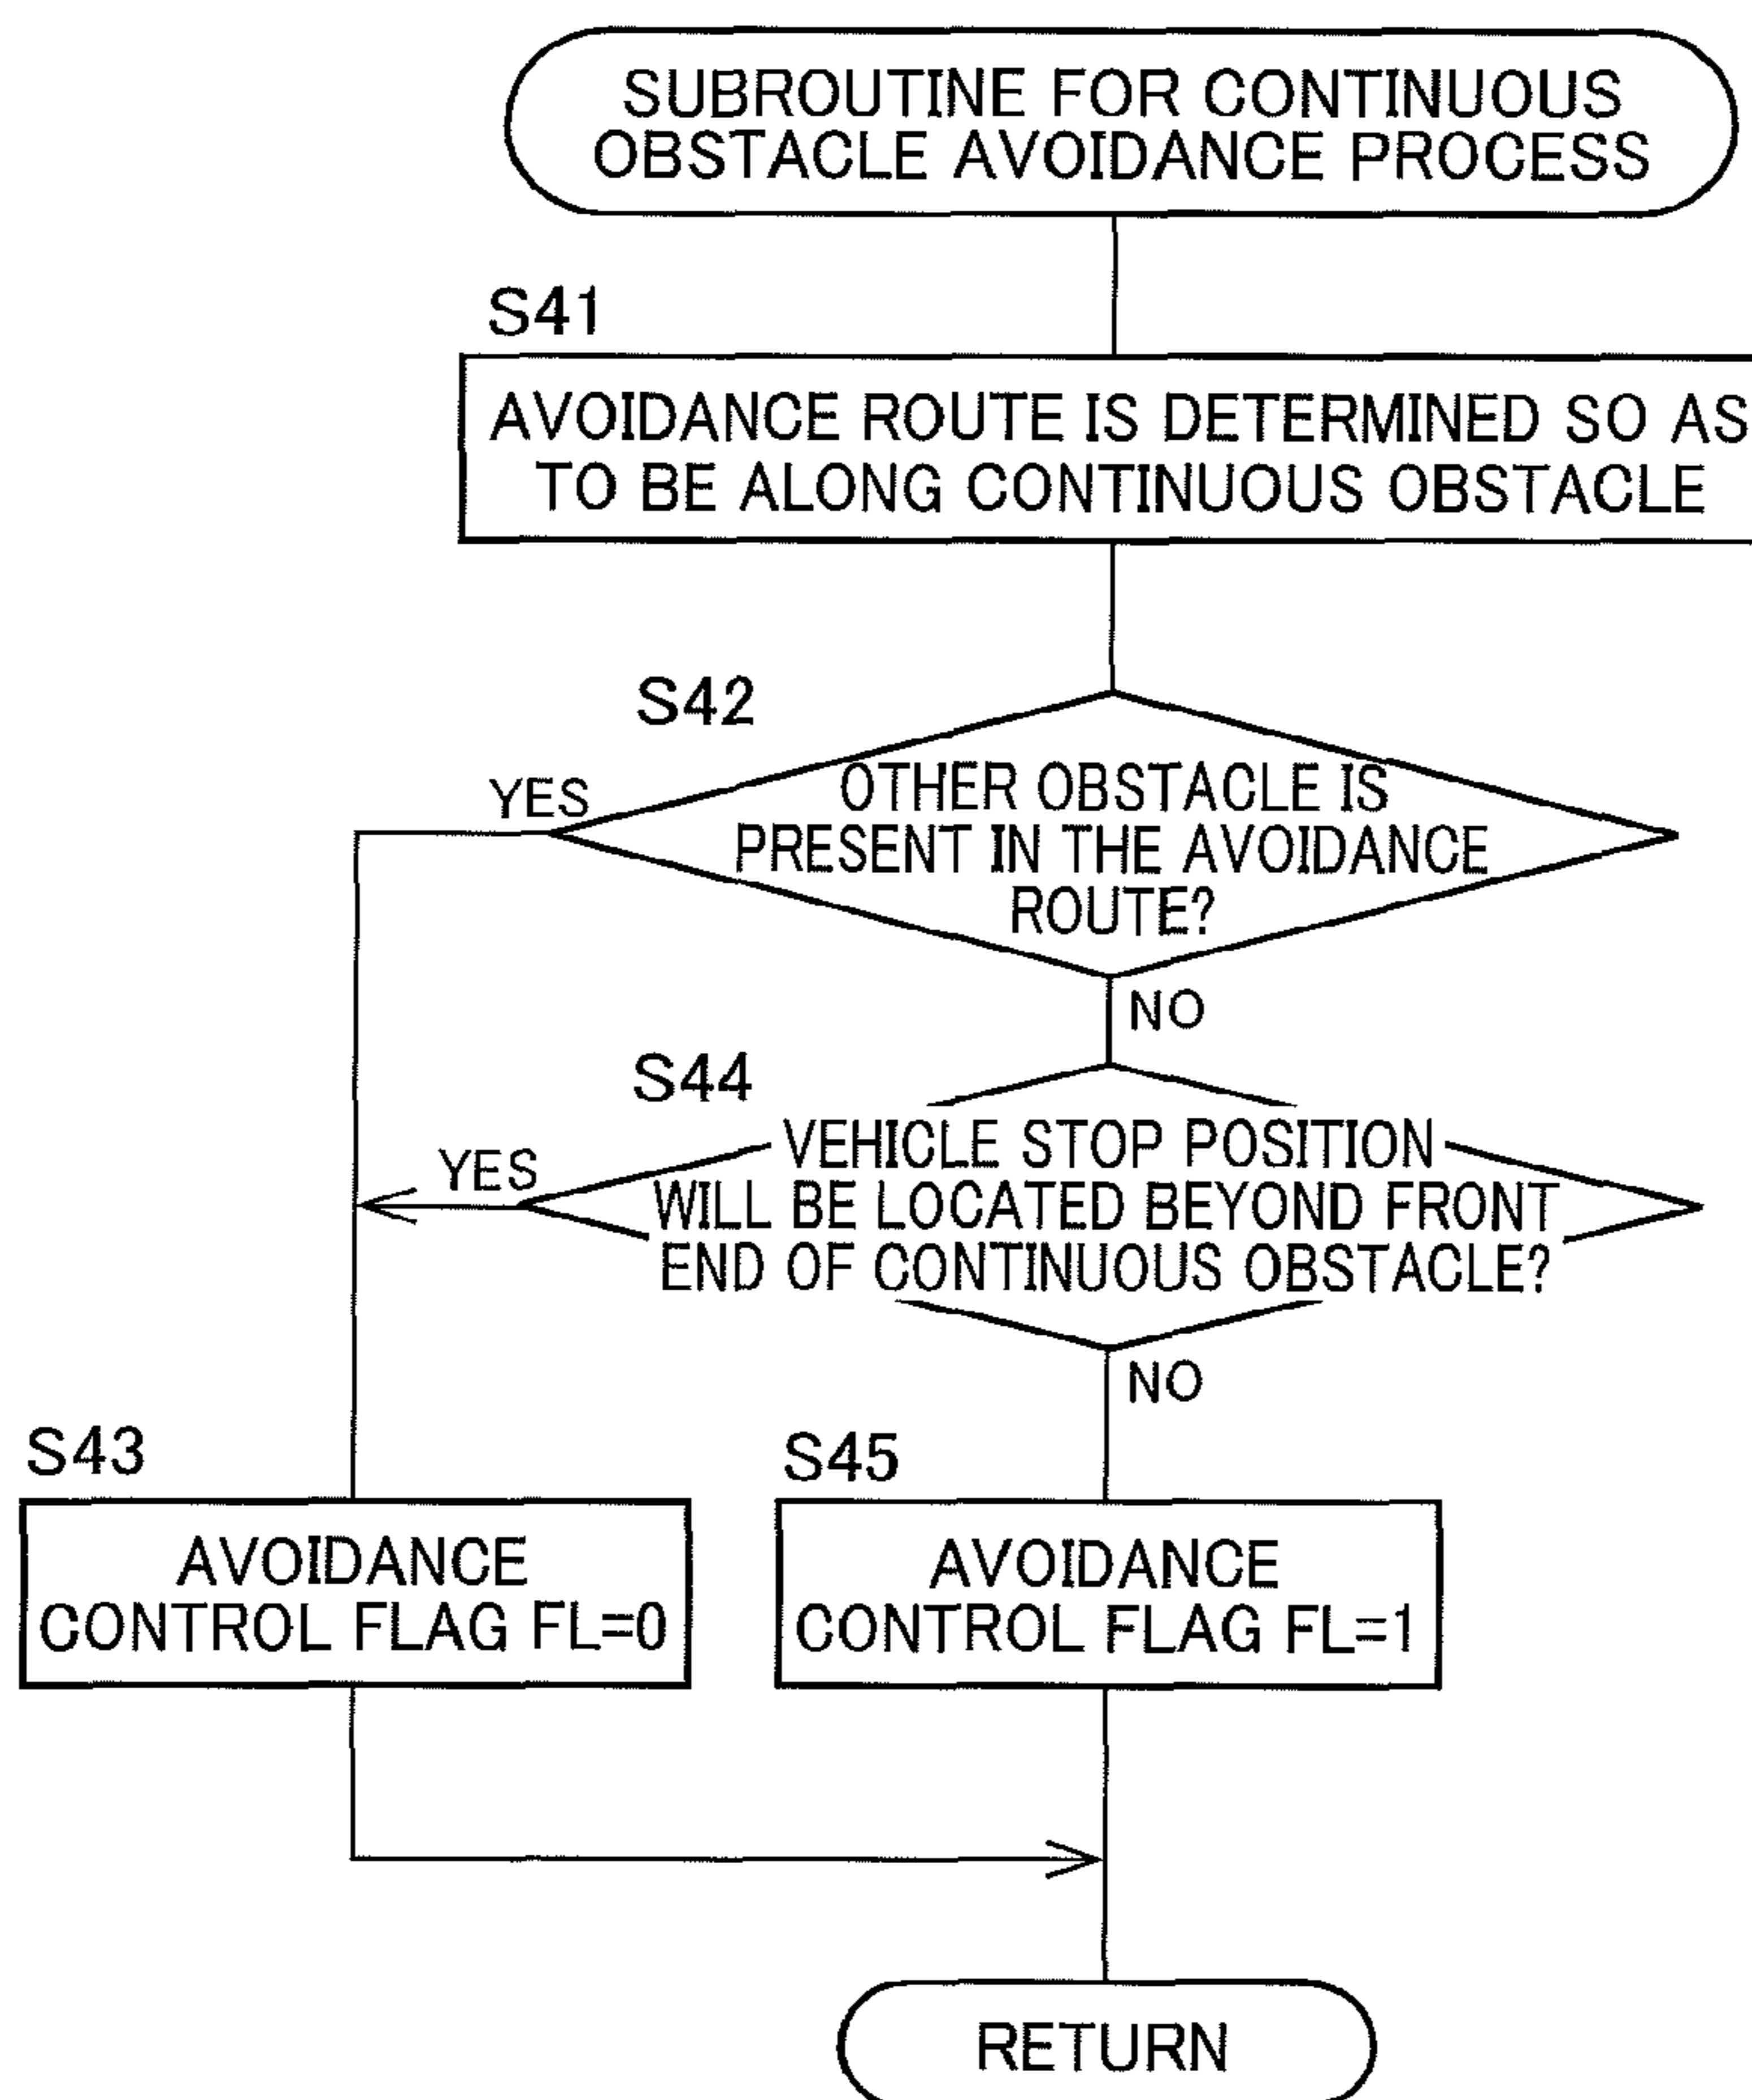 SUBROUTINE FOR CONTINUOUS
OBSTACLE AVOIDANCE PROCESS
S41
AVOIDANCE ROUTE IS DETERMINED SO AS
TO BE ALONG CONTINUOUS OBSTACLE
S42
YES
OTHER OBSTACLE IS
PRESENT IN THE AVOIDANCE
ROUTE?
NO
S44
YES
VEHICLE STOP POSITION
WILL BE LOCATED BEYOND FRONT
END OF CONTINUOUS OBSTACLE?
NO
S43
AVOIDANCE
CONTROL FLAG FL=0
S45
AVOIDANCE
CONTROL FLAG FL=1
RETURN